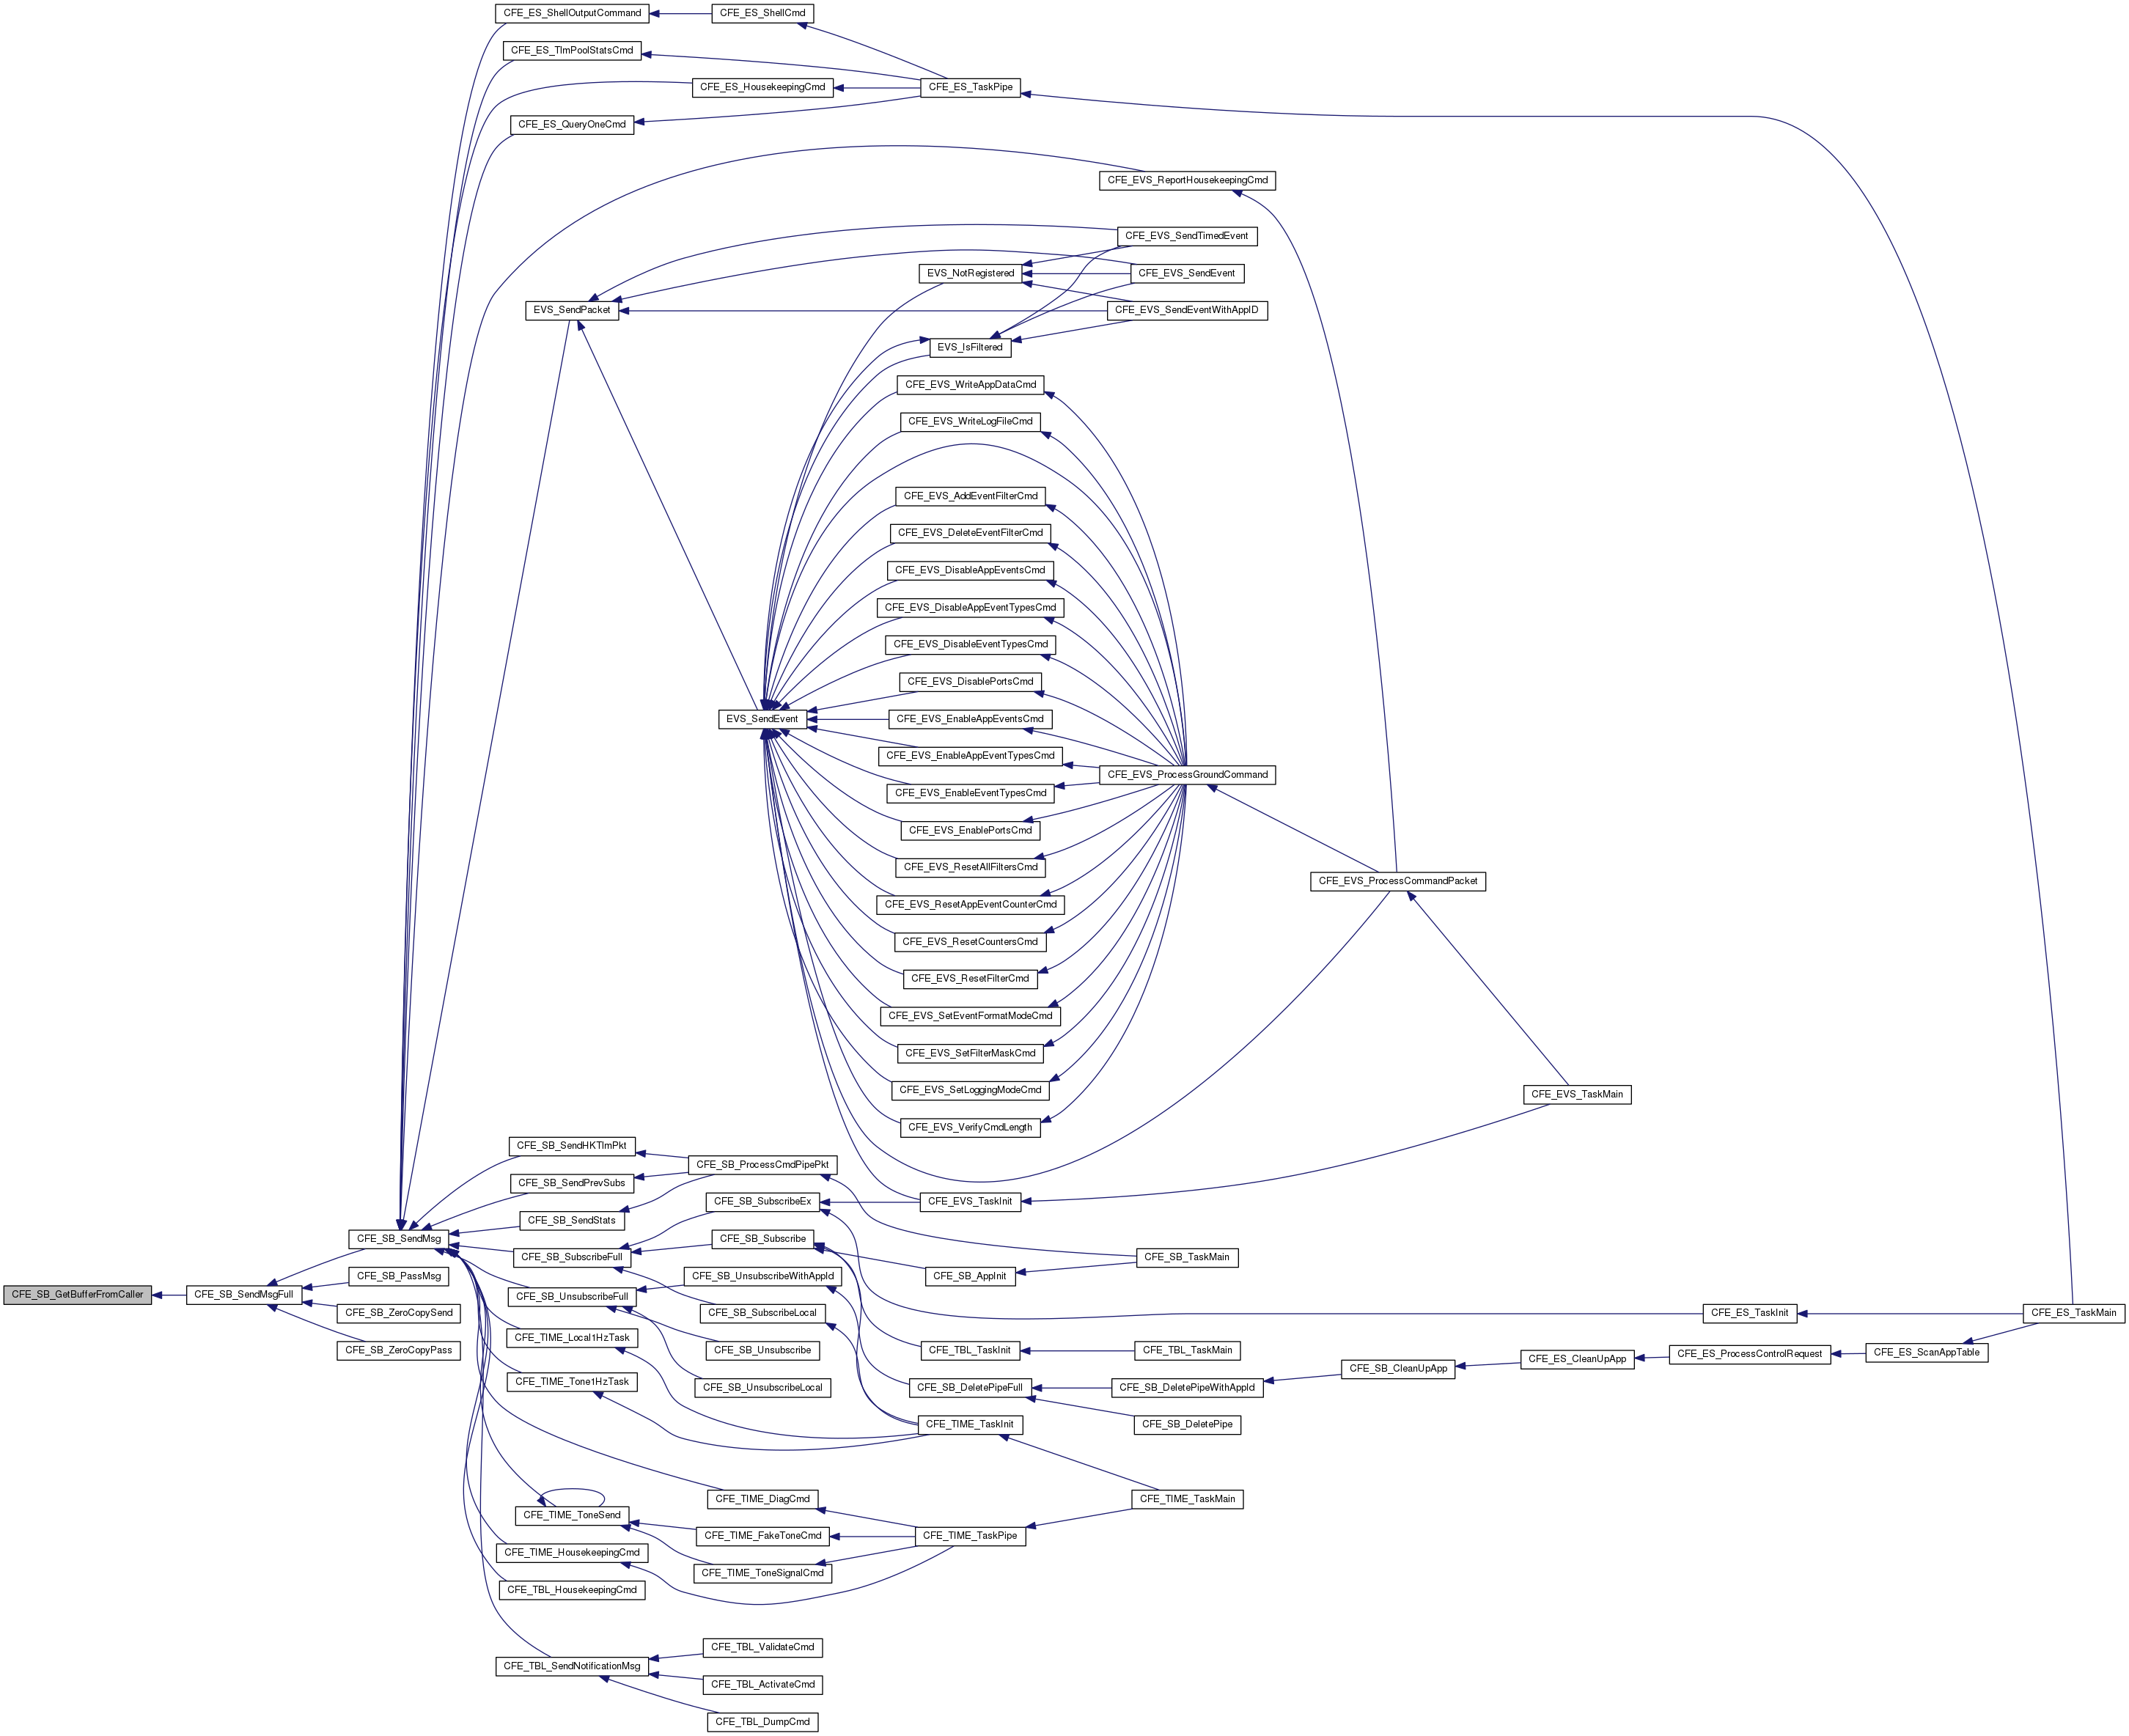 CFE_ES_ShellOutputCommand
CFE_ES_ShellCmd
CFE_ES_TlmPoolStatsCmd
CFE_ES_HousekeepingCmd
CFE_ES_TaskPipe
CFE_ES_QueryOneCmd
CFE_EVS_ReportHousekeepingCmd
CFE_EVS_SendTimedEvent
EVS_NotRegistered
CFE_EVS_SendEvent
EVS_SendPacket
CFE_EVS_SendEventWithAppID
EVS_IsFiltered
CFE_EVS_WriteAppDataCmd
CFE_EVS_WriteLogFileCmd
CFE_EVS_AddEventFilterCmd
CFE_EVS_DeleteEventFilterCmd
CFE_EVS_DisableAppEventsCmd
CFE_EVS_DisableAppEventTypesCmd
CFE_EVS_DisableEventTypesCmd
CFE_EVS_DisablePortsCmd
EVS_SendEvent
CFE_EVS_EnableAppEventsCmd
CFE_EVS_EnableAppEventTypesCmd
CFE_EVS_ProcessGroundCommand
CFE_EVS_EnableEventTypesCmd
CFE_EVS_EnablePortsCmd
CFE_EVS_ResetAllFiltersCmd
CFE_EVS_ProcessCommandPacket
CFE_EVS_ResetAppEventCounterCmd
CFE_EVS_ResetCountersCmd
CFE_EVS_ResetFilterCmd
CFE_EVS_SetEventFormatModeCmd
CFE_EVS_SetFilterMaskCmd
CFE_EVS_SetLoggingModeCmd
CFE_EVS_TaskMain
CFE_EVS_VerifyCmdLength
CFE_SB_SendHKTlmPkt
CFE_SB_ProcessCmdPipePkt
CFE_SB_SendPrevSubs
CFE_SB_SubscribeEx
CFE_EVS_TaskInit
CFE_SB_SendStats
CFE_SB_SendMsg
CFE_SB_Subscribe
CFE_SB_SubscribeFull
CFE_SB_TaskMain
CFE_SB_PassMsg
CFE_SB_UnsubscribeWithAppId
CFE_SB_AppInit
CFE_SB_GetBufferFromCaller
CFE_SB_SendMsgFull
CFE_SB_UnsubscribeFull
CFE_SB_ZeroCopySend
CFE_SB_SubscribeLocal
CFE_ES_TaskInit
CFE_ES_TaskMain
CFE_TIME_Local1HzTask
CFE_SB_ZeroCopyPass
CFE_SB_Unsubscribe
CFE_TBL_TaskInit
CFE_TBL_TaskMain
CFE_ES_ProcessControlRequest
CFE_ES_ScanAppTable
CFE_SB_CleanUpApp
CFE_ES_CleanUpApp
CFE_TIME_Tone1HzTask
CFE_SB_UnsubscribeLocal
CFE_SB_DeletePipeFull
CFE_SB_DeletePipeWithAppId
CFE_TIME_TaskInit
CFE_SB_DeletePipe
CFE_TIME_DiagCmd
CFE_TIME_TaskMain
CFE_TIME_ToneSend
CFE_TIME_FakeToneCmd
CFE_TIME_TaskPipe
CFE_TIME_HousekeepingCmd
CFE_TIME_ToneSignalCmd
CFE_TBL_HousekeepingCmd
CFE_TBL_ValidateCmd
CFE_TBL_SendNotificationMsg
CFE_TBL_ActivateCmd
CFE_TBL_DumpCmd